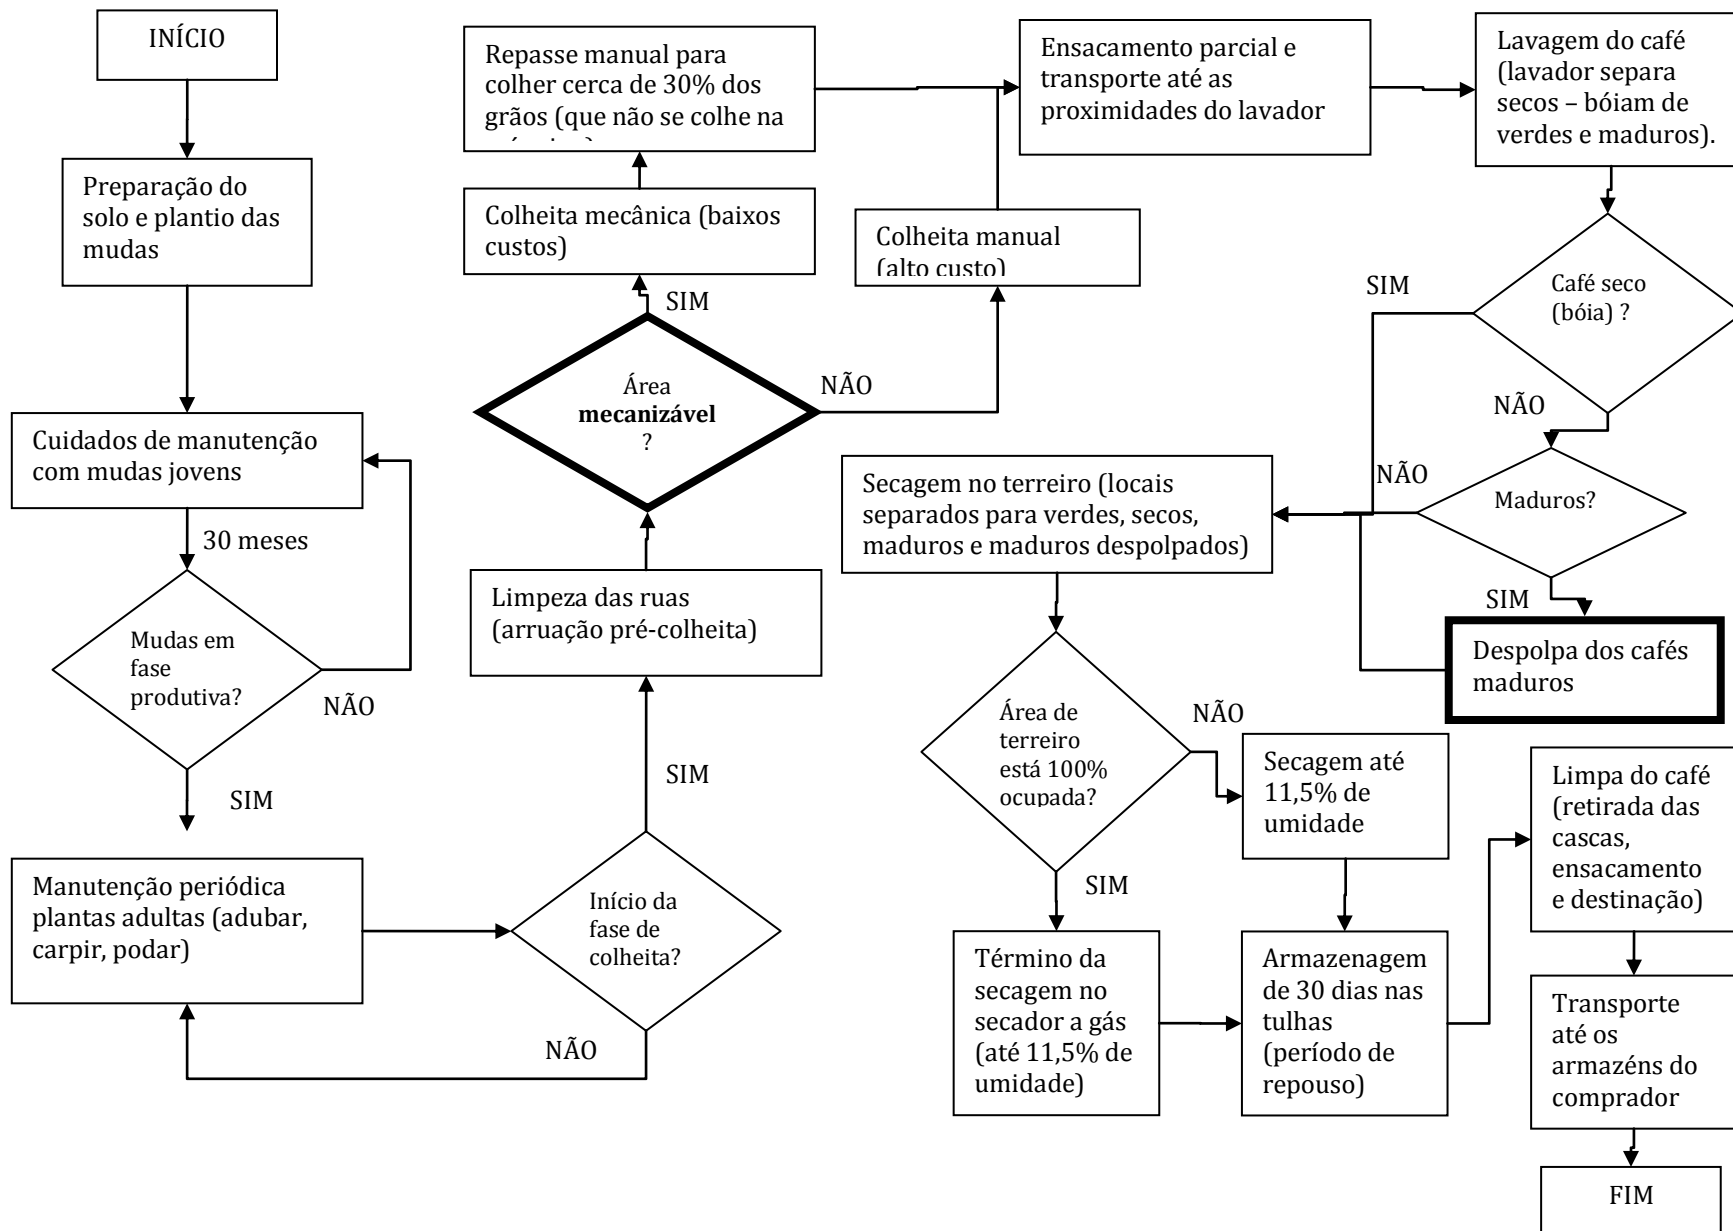 INÍCIO
Preparação do
solo e plantio das
mudas
Cuidados de manutenção
com mudas jovens
30 meses
Mudas em
fase
produtiva?
NÃO
SIM
Manutenção periódica
plantas adultas (adubar,
carpir, podar)
Início da
fase de
colheita?
NÃO
SIM
Limpeza das ruas
(arruação pré-colheita)
Área
mecanizável
?
SIM
NÃO
Colheita mecânica (baixos
custos)
Repasse manual para
colher cerca de 30% dos
grãos (que não se colhe na
Colheita manual
(alto custo)
Ensacamento parcial e
transporte até as
proximidades do lavador
Lavagem do café
(lavador separa
secos – bóiam de
verdes e maduros).
Café seco
(bóia) ?
SIM
NÃO
Maduros?
NÃO
SIM
Despolpa dos cafés
maduros
Secagem no terreiro (locais
separados para verdes, secos,
maduros e maduros despolpados)
Área de
terreiro
está 100%
ocupada?
NÃO
SIM
Secagem até
11,5% de
umidade
Término da
secagem no
secador a gás
(até 11,5% de
umidade)
Armazenagem
de 30 dias nas
tulhas
(período de
repouso)
Limpa do café
(retirada das
cascas,
ensacamento
e destinação)
Transporte
até os
armazéns do
comprador
FIM